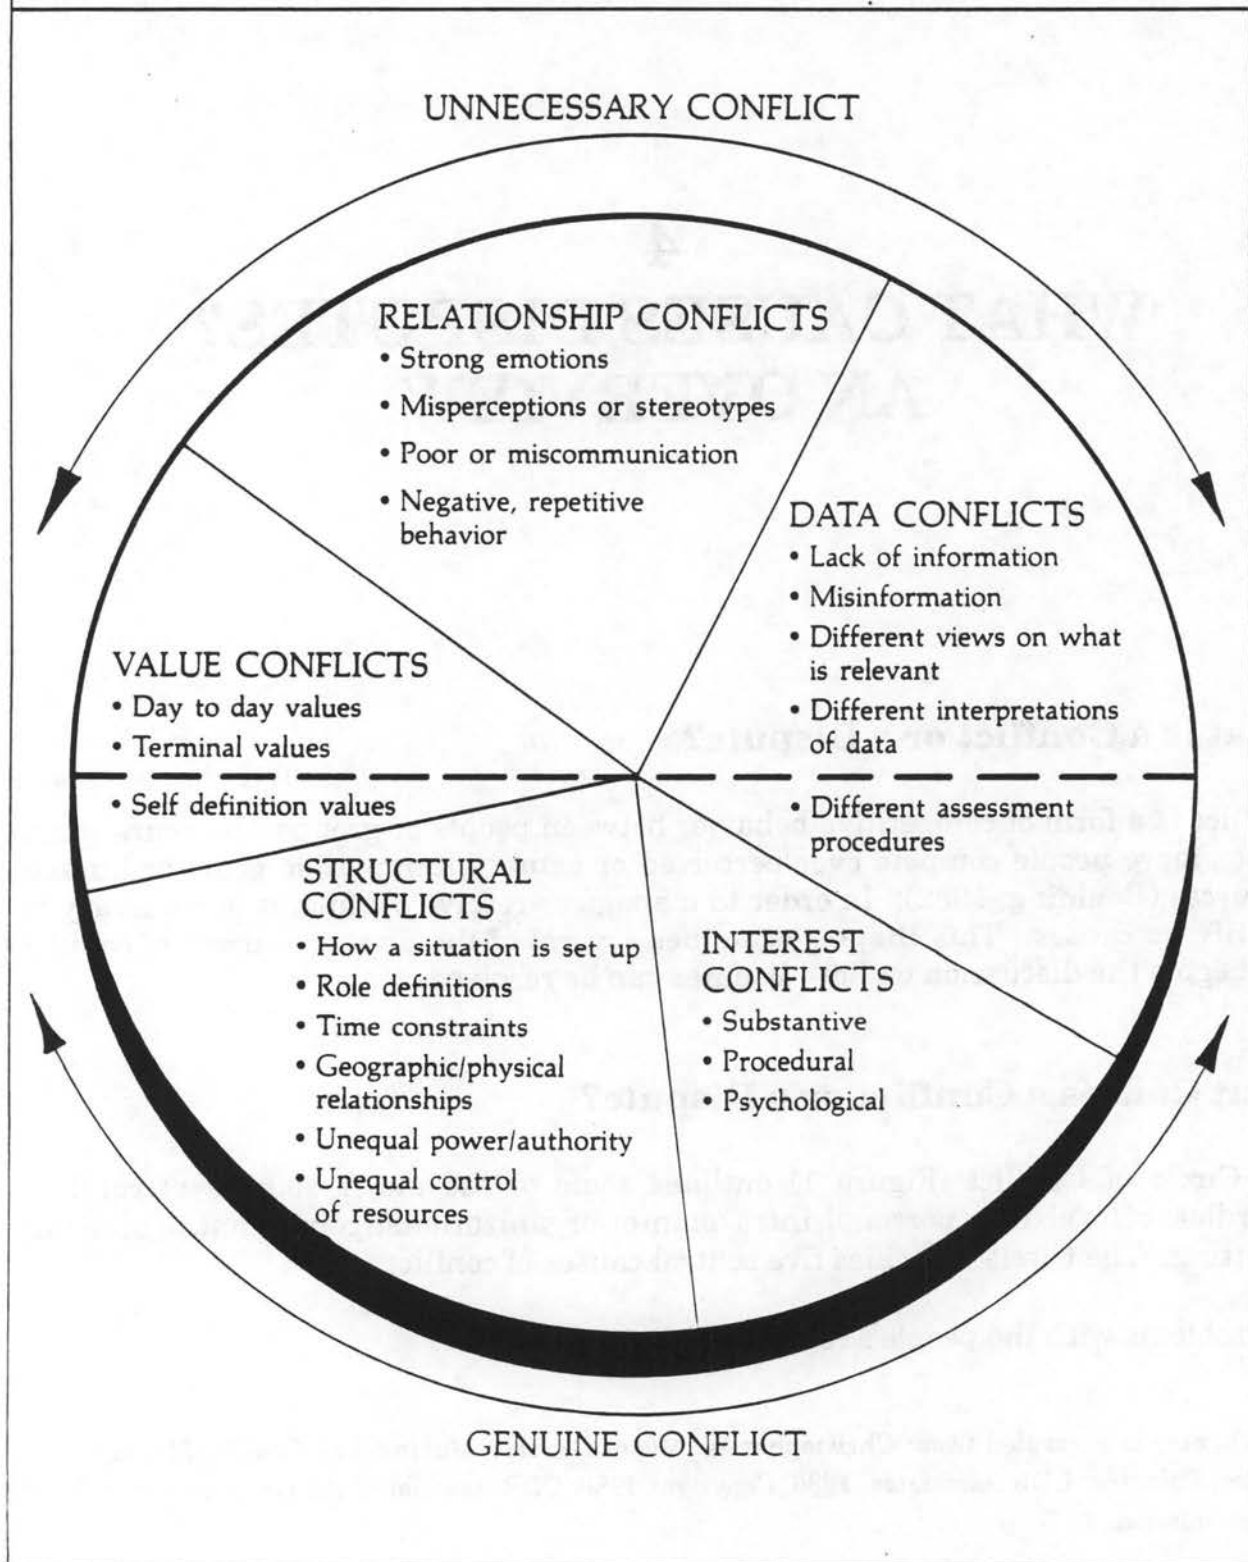 UNNECESSARY CONFLICT
RELATIONSHIP CONFLICTS
• Strong emotions
• Misperceptions or stereotypes
• Poor or miscommunication
• Negative, repetitive
behavior
DATA CONFLICTS
• Lack of information
• Misinformation
• Different views on what
is relevant
• Different interpretations
of data
• Different assessment
procedures
VALUE CONFLICTS
• Day to day values
• Terminal values
• Self definition values
STRUCTURAL
CONFLICTS
• How a situation is set up
• Role definitions
• Time constraints
• Geographic/physical
relationships
• Unequal power/authority
• Unequal control
of resources
INTEREST
CONFLICTS
• Substantive
• Procedural
• Psychological
GENUINE CONFLICT